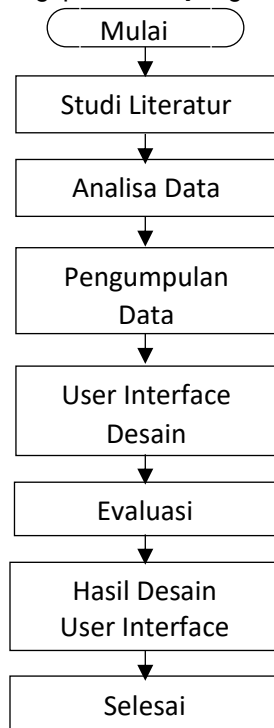 Mulai
Studi Literatur
Analisa Data
Pengumpulan
Data
User Interface
Desain
Evaluasi
Hasil Desain
User Interface
Selesai